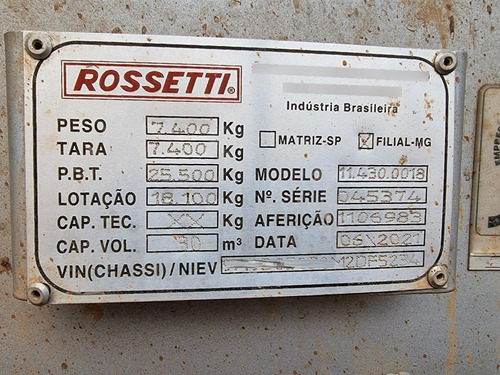 ROSSETTI®
Indústria Brasileira
PESO 7.400 Kg MATRIZ-SP X FILIAL-MG
TARA 7.400 Kg
P.B.T. 25.500 Kg MODELO 11.430.0018
LOTAÇÃO 18.100 Kg Nº. SÉRIE 045374
CAP. TEC. XX Kg AFERIÇÃO 1106983
CAP. VOL. 30 m³ DATA 06\2021
VIN(CHASSI)/NIEV